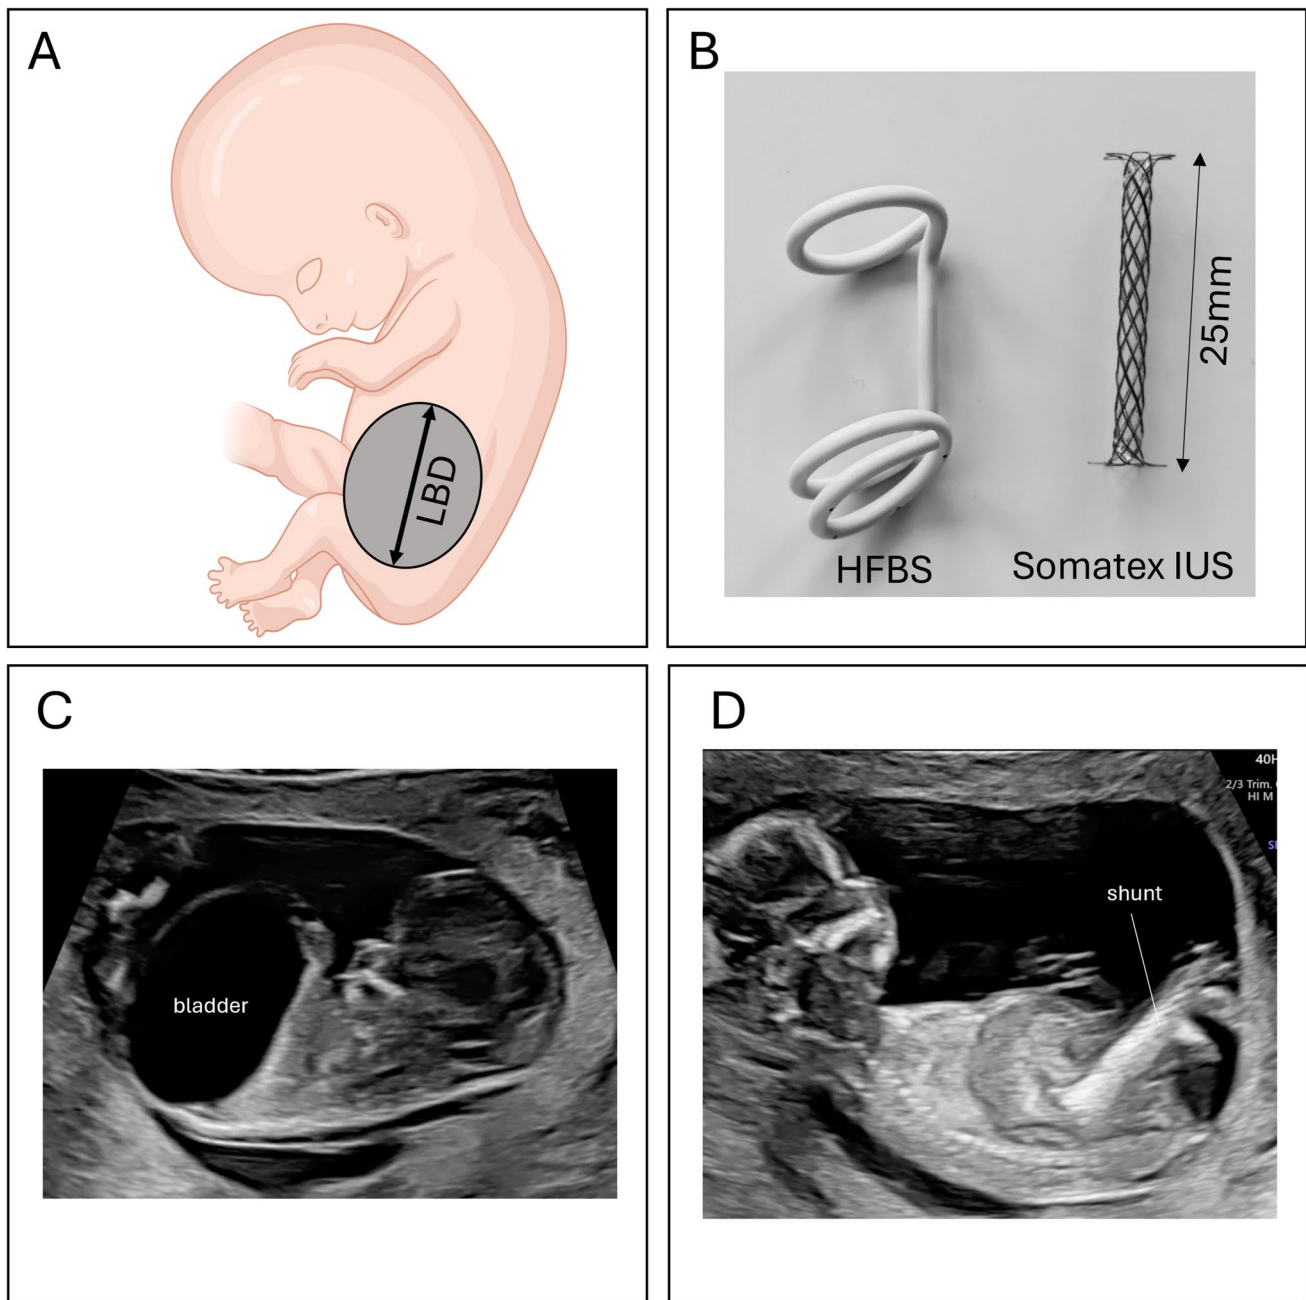 A
LBD
B
25mm
HFBS
Somatex IUS
C
bladder
D
40H
2/3 Trim.
HI M
shunt